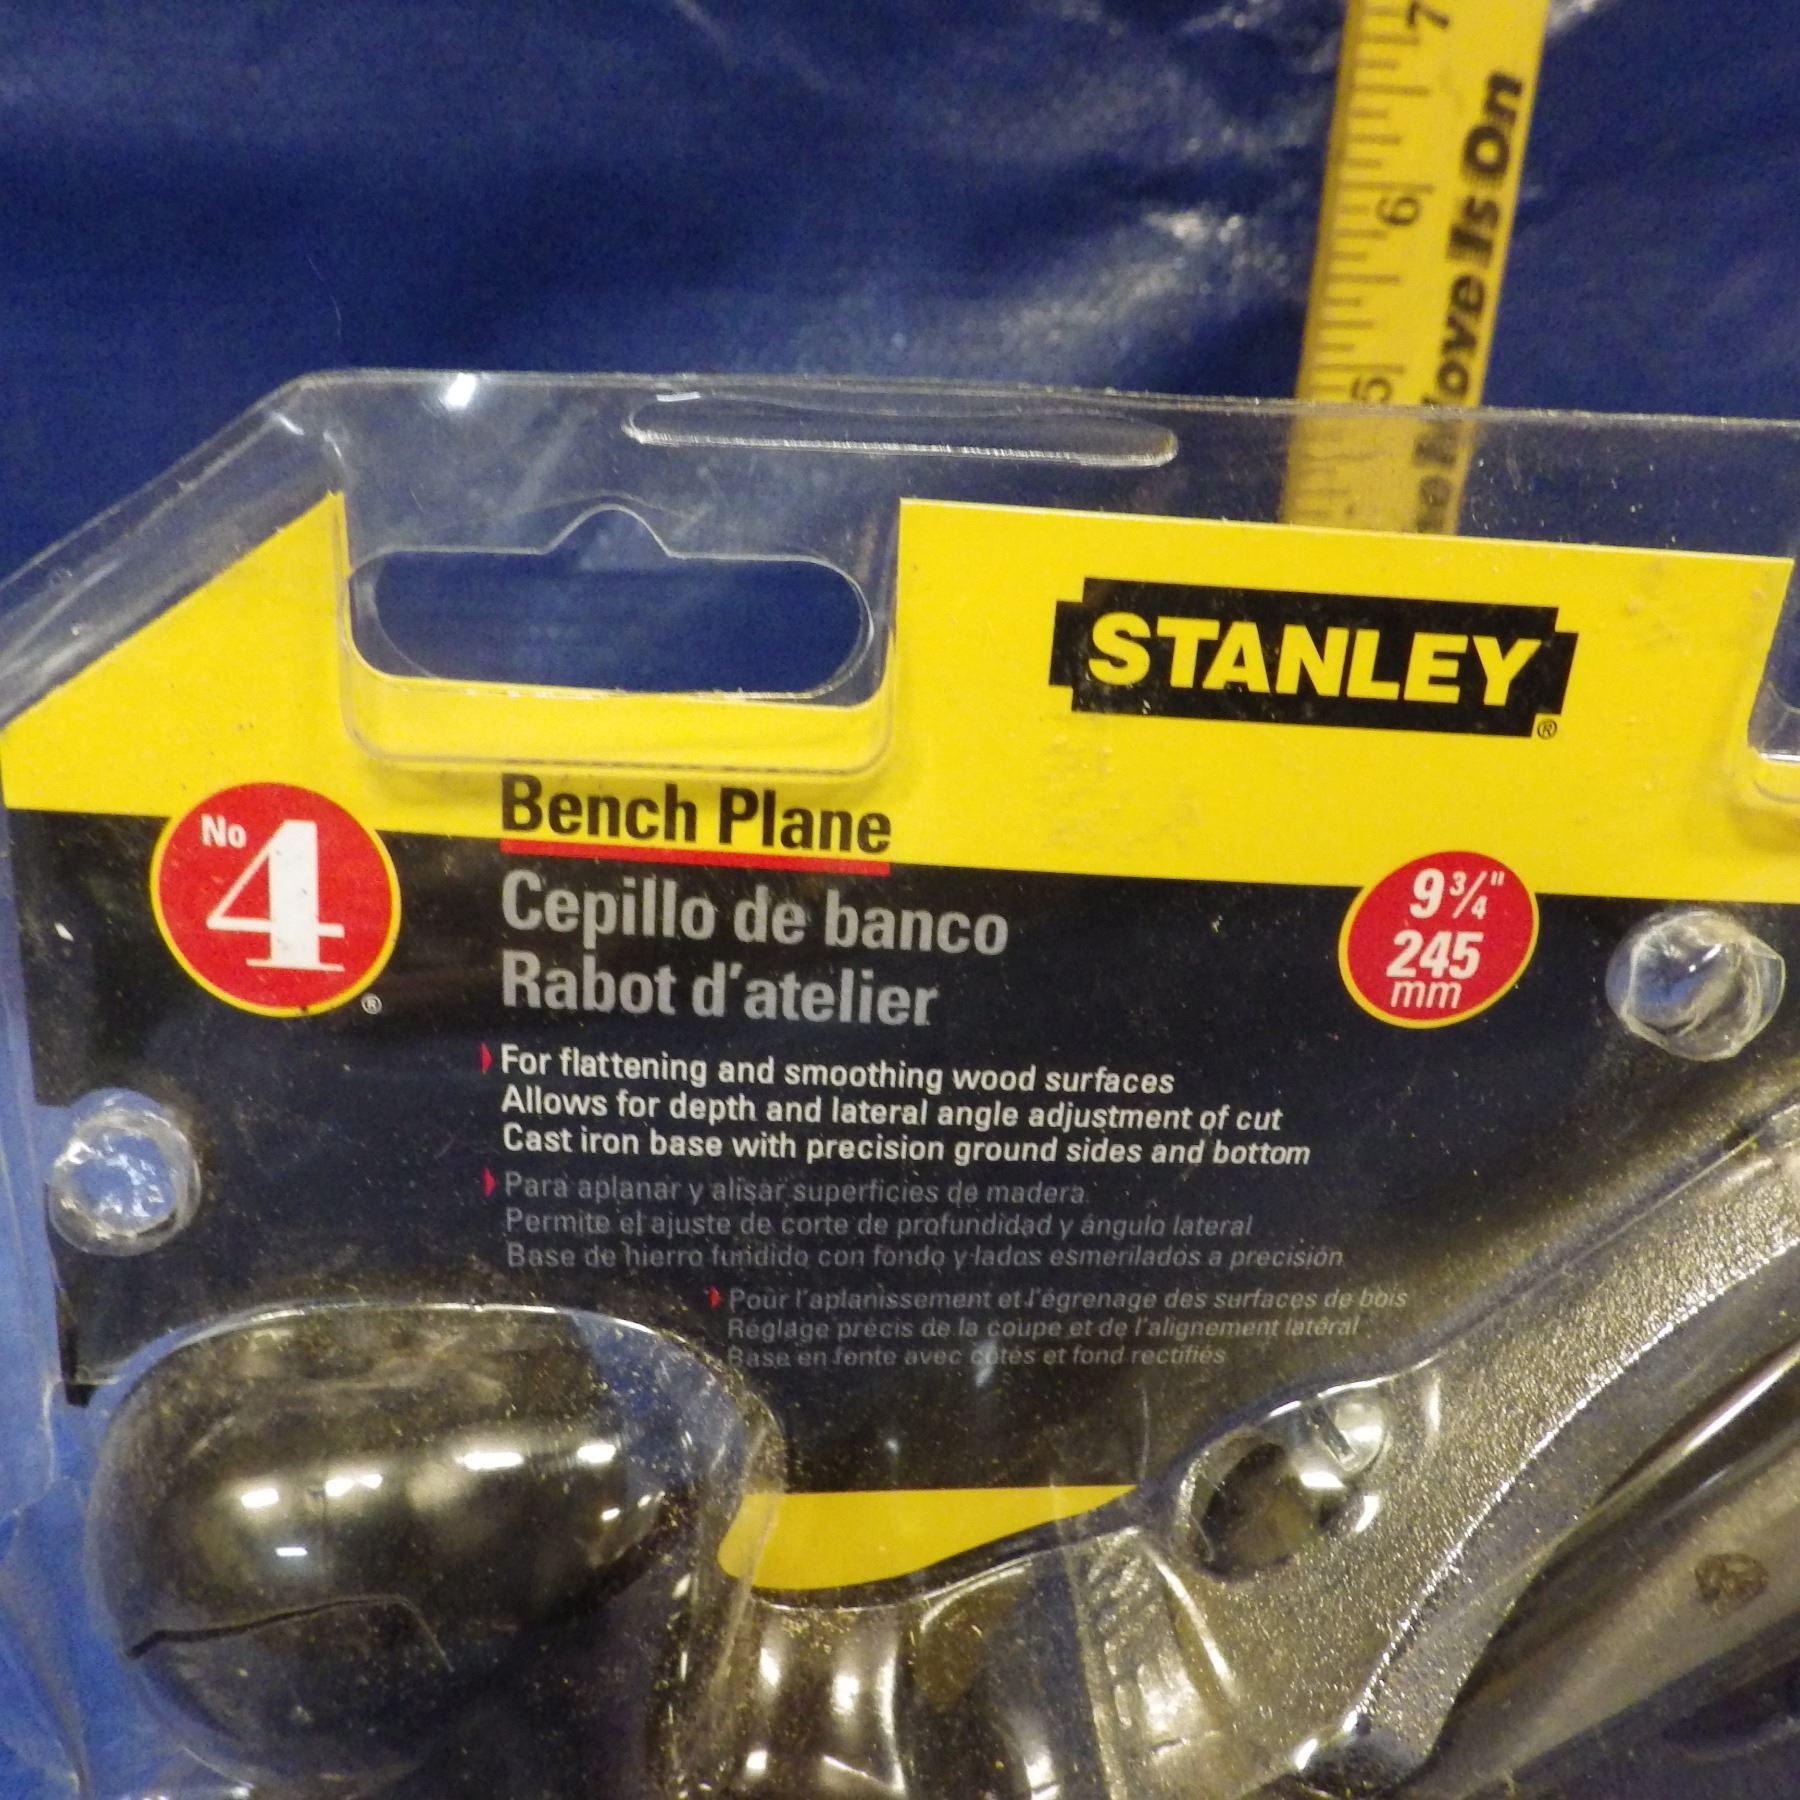 7
6
5
Move Is On
STANLEY®
No
4®
Bench Plane
Cepillo de banco
Rabot d'atelier
9 3/4"
245
mm
For flattening and smoothing wood surfaces
Allows for depth and lateral angle adjustment of cut
Cast iron base with precision ground sides and bottom
Para aplanar y alisar superficies de madera
Permite el ajuste de corte de profundidad y ángulo lateral
Base de hierro fundido con fondo y lados esmerilados a precisión
Pour l'aplanissement et l'égrenage des surfaces de bois
Réglage précis de la coupe et de l'alignement latéral
Base en fonte avec côtés et fond rectifiés